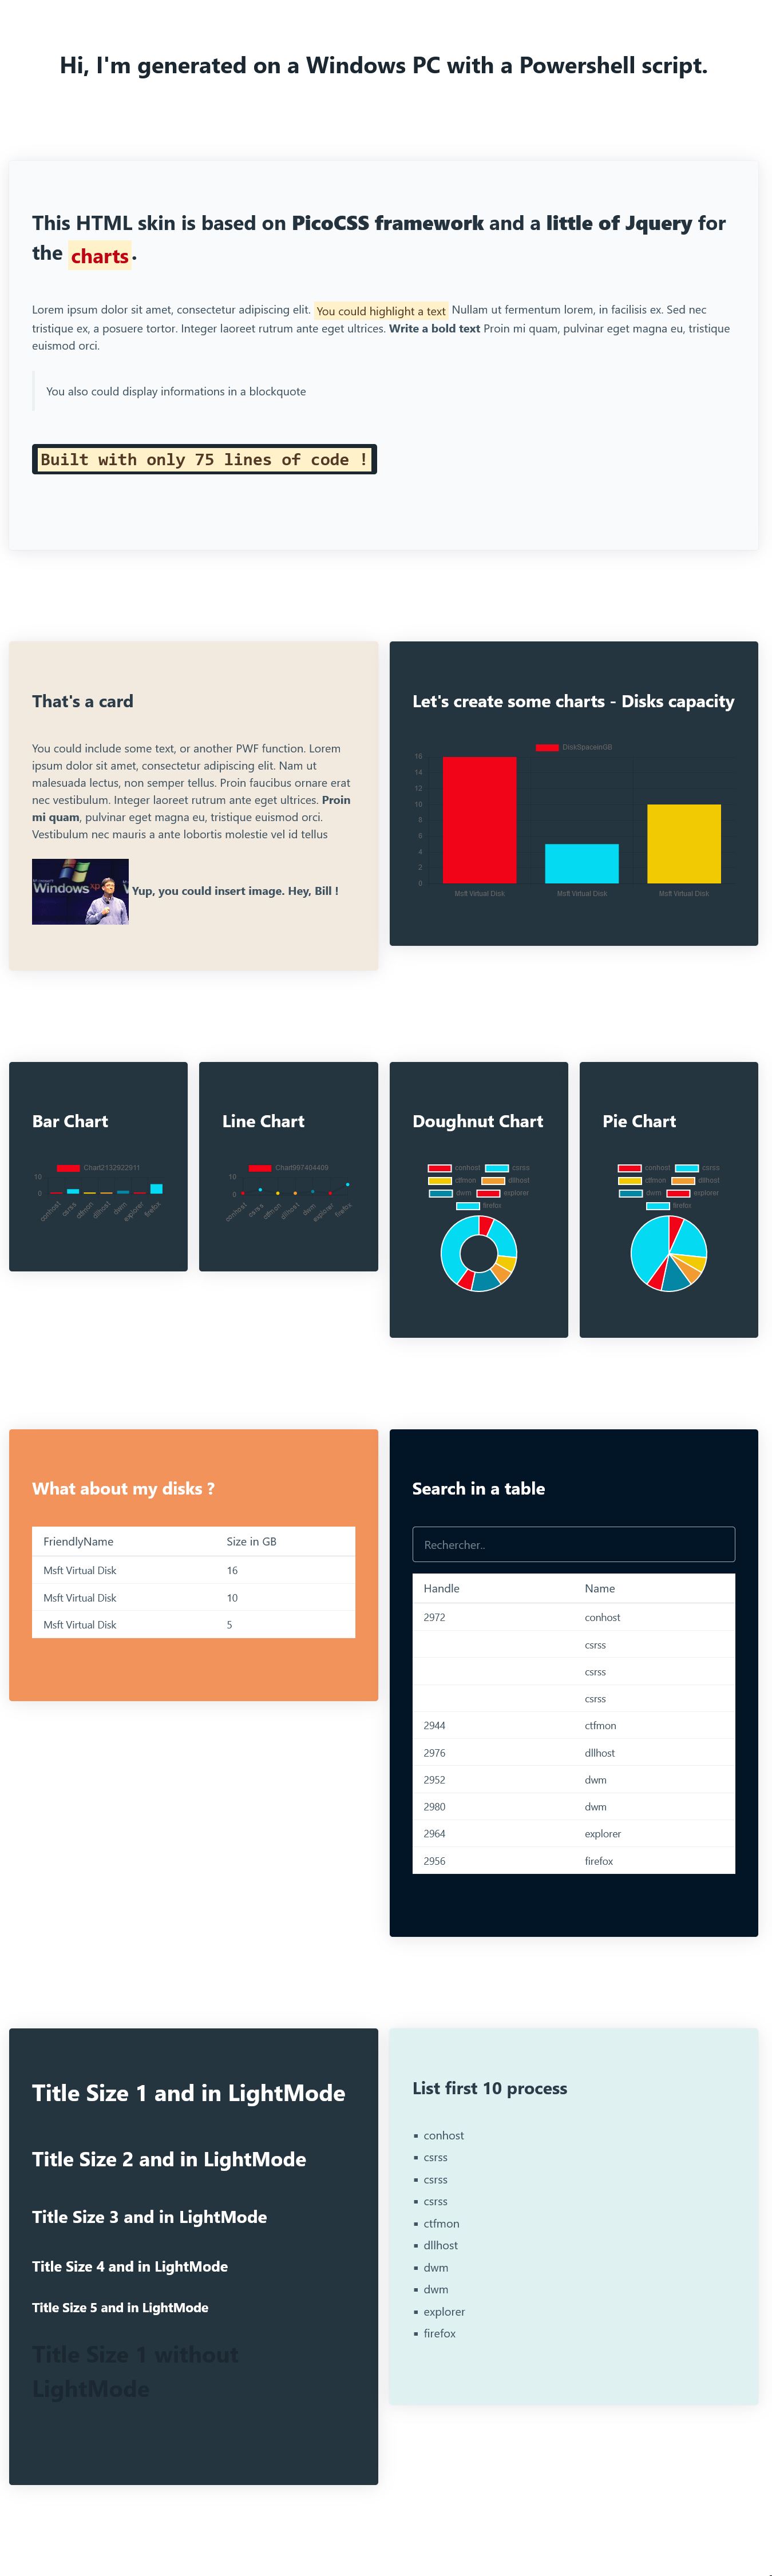 Hi, I'm generated on a Windows PC with a Powershell script.
This HTML skin is based on PicoCSS framework and a little of Jquery for
the charts.
Lorem ipsum dolor sit amet, consectetur adipiscing elit. You could highlight a text Nullam ut fermentum lorem, in facilisis ex. Sed nec
tristique ex, a posuere tortor. Integer laoreet rutrum ante eget ultrices. Write a bold text Proin mi quam, pulvinar eget magna eu, tristique
euismod orci.
You also could display informations in a blockquote
Built with only 75 lines of code !
That's a card
You could include some text, or another PWF function. Lorem
ipsum dolor sit amet, consectetur adipiscing elit. Nam ut
malesuada lectus, non semper tellus. Proin faucibus ornare erat
nec vestibulum. Integer laoreet rutrum ante eget ultrices. Proin
mi quam, pulvinar eget magna eu, tristique euismod orci.
Vestibulum nec mauris a ante lobortis molestie vel id tellus
Windows xp
Yup, you could insert image. Hey, Bill !
Let's create some charts - Disks capacity
DiskSpaceinGB
16
14
12
10
8
6
4
2
0
Msft Virtual Disk Msft Virtual Disk Msft Virtual Disk
Bar Chart
Chart2132922911
10
0
conhost csrss ctfmon dllhost dwm explorer firefox
Line Chart
Chart997404409
10
0
conhost csrss ctfmon dllhost dwm explorer firefox
Doughnut Chart
conhost csrss
ctfmon dllhost
dwm explorer
firefox
Pie Chart
conhost csrss
ctfmon dllhost
dwm explorer
firefox
What about my disks ?
FriendlyName Size in GB
Msft Virtual Disk 16
Msft Virtual Disk 10
Msft Virtual Disk 5
Search in a table
Rechercher..
Handle Name
2972 conhost
csrss
csrss
csrss
2944 ctfmon
2976 dllhost
2952 dwm
2980 dwm
2964 explorer
2956 firefox
Title Size 1 and in LightMode
Title Size 2 and in LightMode
Title Size 3 and in LightMode
Title Size 4 and in LightMode
Title Size 5 and in LightMode
Title Size 1 without
LightMode
List first 10 process
conhost
csrss
csrss
csrss
ctfmon
dllhost
dwm
dwm
explorer
firefox